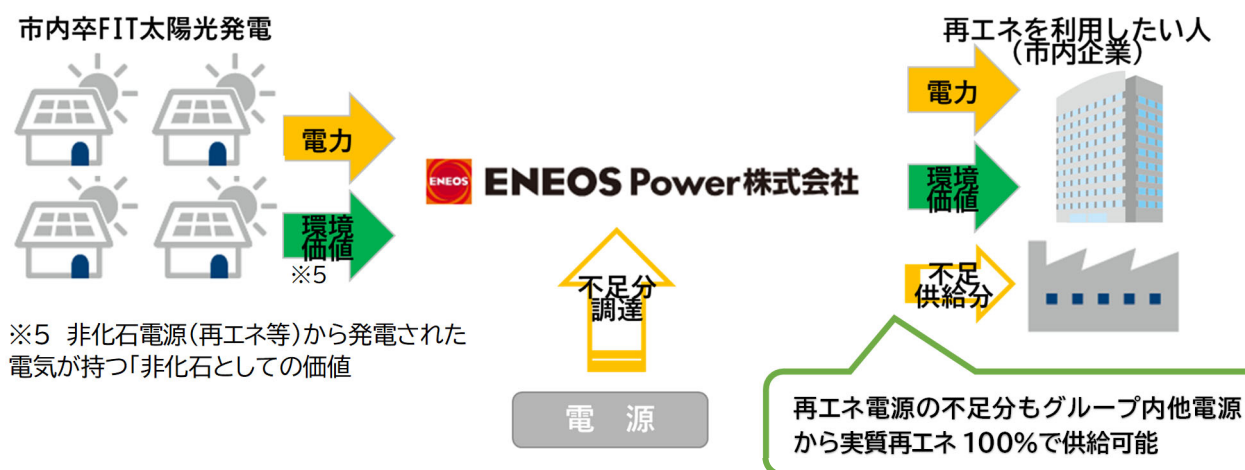 市内卒FIT太陽光発電
電力
環境
価値
※5
※5 非化石電源(再エネ等)から発電された
電気が持つ「非化石としての価値
ENEOS
ENEOS Power株式会社
不足分
調達
電 源
再エネを利用したい人
(市内企業)
電力
環境
価値
不足
供給分
再エネ電源の不足分もグループ内他電源
から実質再エネ 100%で供給可能